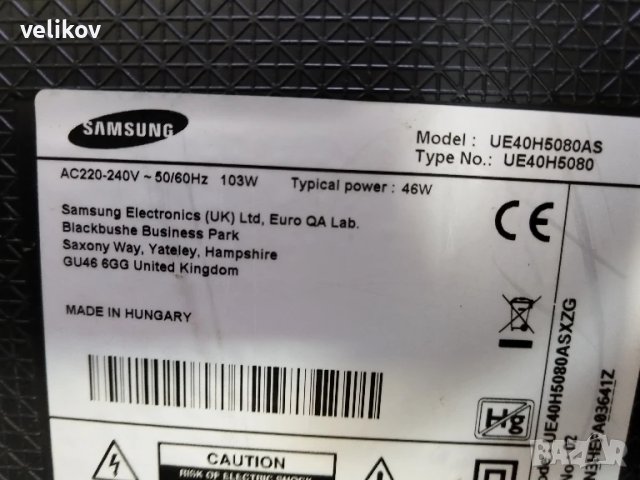 velikov
SAMSUNG
Model : UE40H5080AS
Type No.: UE40H5080
AC220-240V ~ 50/60Hz 103W Typical power : 46W
Samsung Electronics (UK) Ltd, Euro QA Lab.
Blackbushe Business Park
Saxony Way, Yateley, Hampshire
GU46 6GG United Kingdom
CE
MADE IN HUNGARY
CAUTION
RISK OF ELECTRIC SHOCK
UE40H5080ASXZG
02